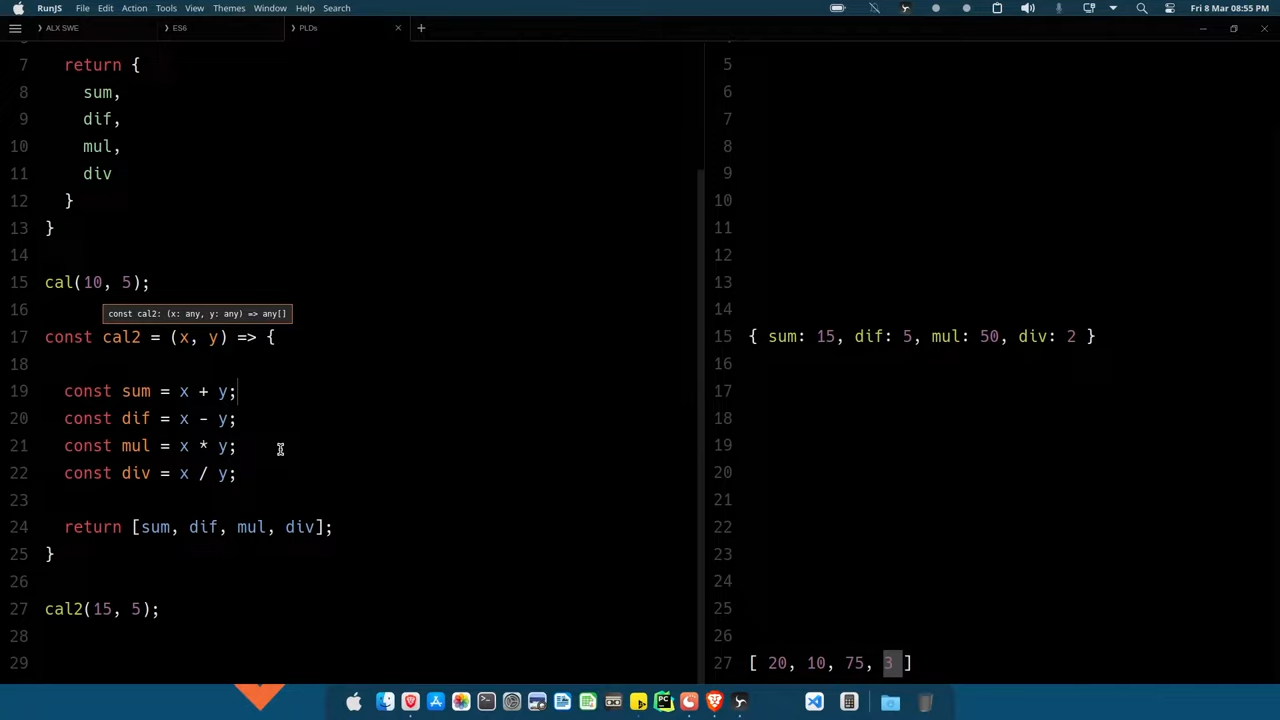 RunJS File Edit Action Tools View Themes Window Help Search Fri 8 Mar 08:55 PM
ALX SWE ES6 PLDs
7 return {
8 sum,
9 dif,
10 mul,
11 div
12 }
13 }
14
15 cal(10, 5);
16
const cal2: (x: any, y: any) => any[]
17 const cal2 = (x, y) => {
18
19 const sum = x + y;
20 const dif = x - y;
21 const mul = x * y;
22 const div = x / y;
23
24 return [sum, dif, mul, div];
25 }
26
27 cal2(15, 5);
28
29
5
6
7
8
9
10
11
12
13
14
15 { sum: 15, dif: 5, mul: 50, div: 2 }
16
17
18
19
20
21
22
23
24
25
26
27 [ 20, 10, 75, 3 ]